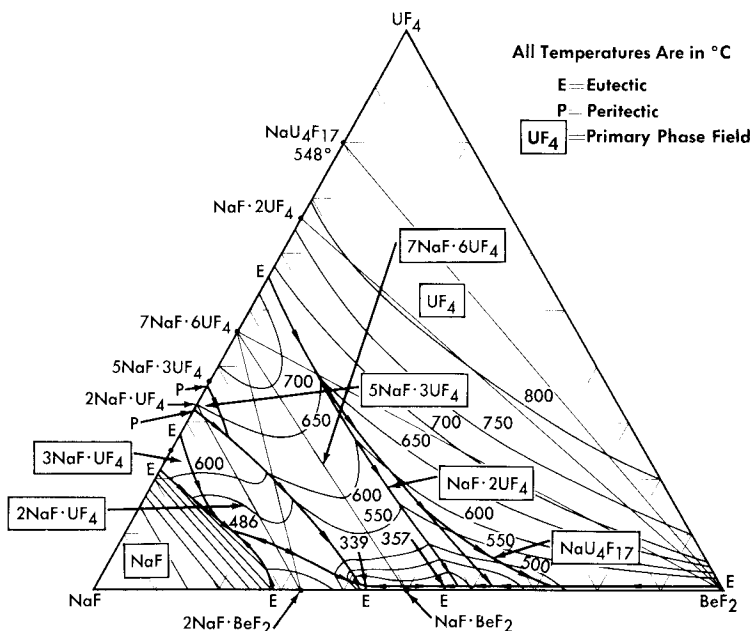 UF4
All Temperatures Are in °C
E = Eutectic
P = Peritectic
UF4 = Primary Phase Field
NaU4F17
548°
NaF·2UF4
7NaF·6UF4
E
UF4
7NaF·6UF4
5NaF·3UF4
P
2NaF·UF4
P
E
3NaF·UF4
E
2NaF·UF4
NaF
700
5NaF·3UF4
650
600
486
800
750
700
650
NaF·2UF4
600
550
600
550
500
NaU4F17
339
357
NaF
E
2NaF·BeF2
E
NaF·BeF2
E
E
BeF2